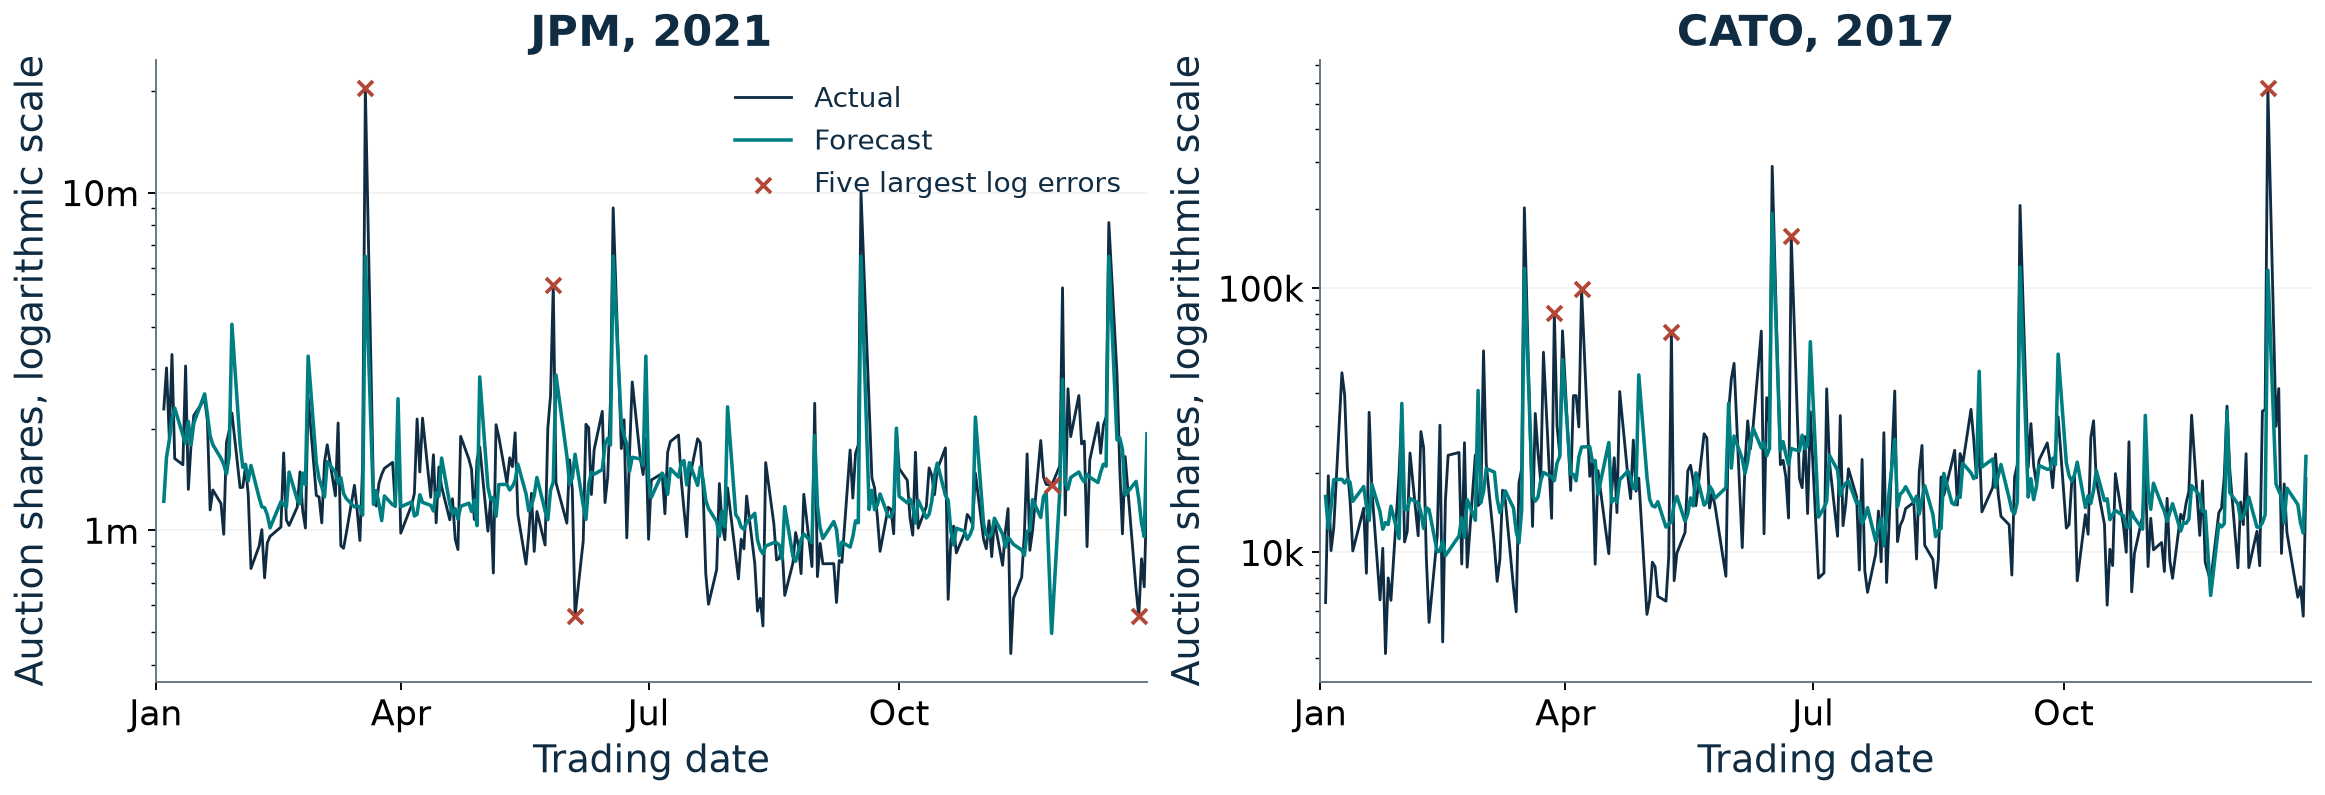 JPM, 2021
Auction shares, logarithmic scale
10m
1m
Actual
Forecast
Five largest log errors
Jan
Apr
Jul
Oct
Trading date
CATO, 2017
Auction shares, logarithmic scale
100k
10k
Jan
Apr
Jul
Oct
Trading date